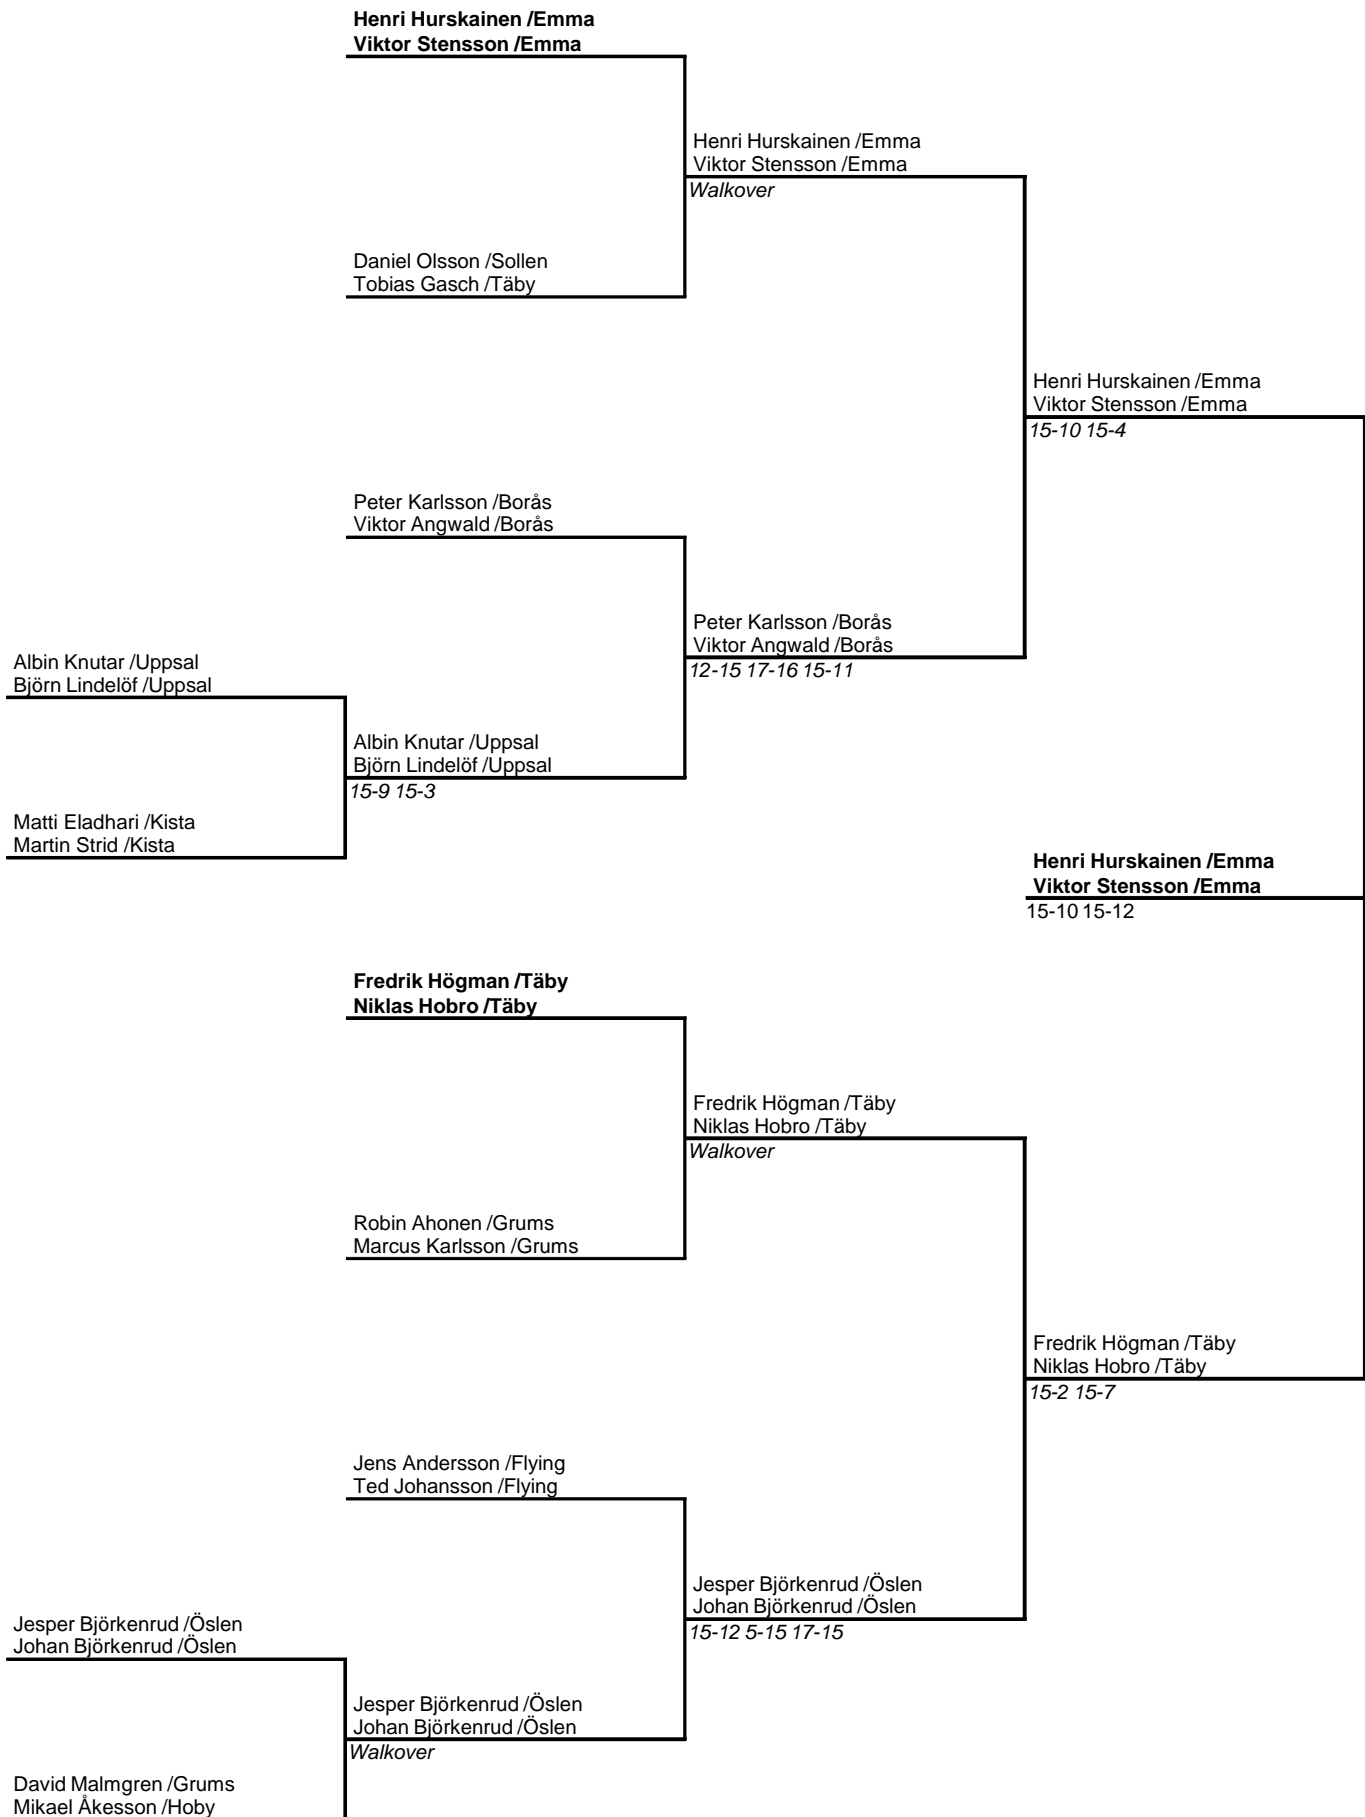 Henri Hurskainen /Emma
Viktor Stensson /Emma
Henri Hurskainen /Emma
Viktor Stensson /Emma
Walkover
Daniel Olsson /Sollen
Tobias Gasch /Täby
Henri Hurskainen /Emma
Viktor Stensson /Emma
15-10 15-4
Peter Karlsson /Borås
Viktor Angwald /Borås
Peter Karlsson /Borås
Viktor Angwald /Borås
12-15 17-16 15-11
Albin Knutar /Uppsal
Björn Lindelöf /Uppsal
Albin Knutar /Uppsal
Björn Lindelöf /Uppsal
15-9 15-3
Matti Eladhari /Kista
Martin Strid /Kista
Henri Hurskainen /Emma
Viktor Stensson /Emma
15-10 15-12
Fredrik Högman /Täby
Niklas Hobro /Täby
Fredrik Högman /Täby
Niklas Hobro /Täby
Walkover
Robin Ahonen /Grums
Marcus Karlsson /Grums
Fredrik Högman /Täby
Niklas Hobro /Täby
15-2 15-7
Jens Andersson /Flying
Ted Johansson /Flying
Jesper Björkenrud /Öslen
Johan Björkenrud /Öslen
15-12 5-15 17-15
Jesper Björkenrud /Öslen
Johan Björkenrud /Öslen
Jesper Björkenrud /Öslen
Johan Björkenrud /Öslen
Walkover
David Malmgren /Grums
Mikael Åkesson /Hoby